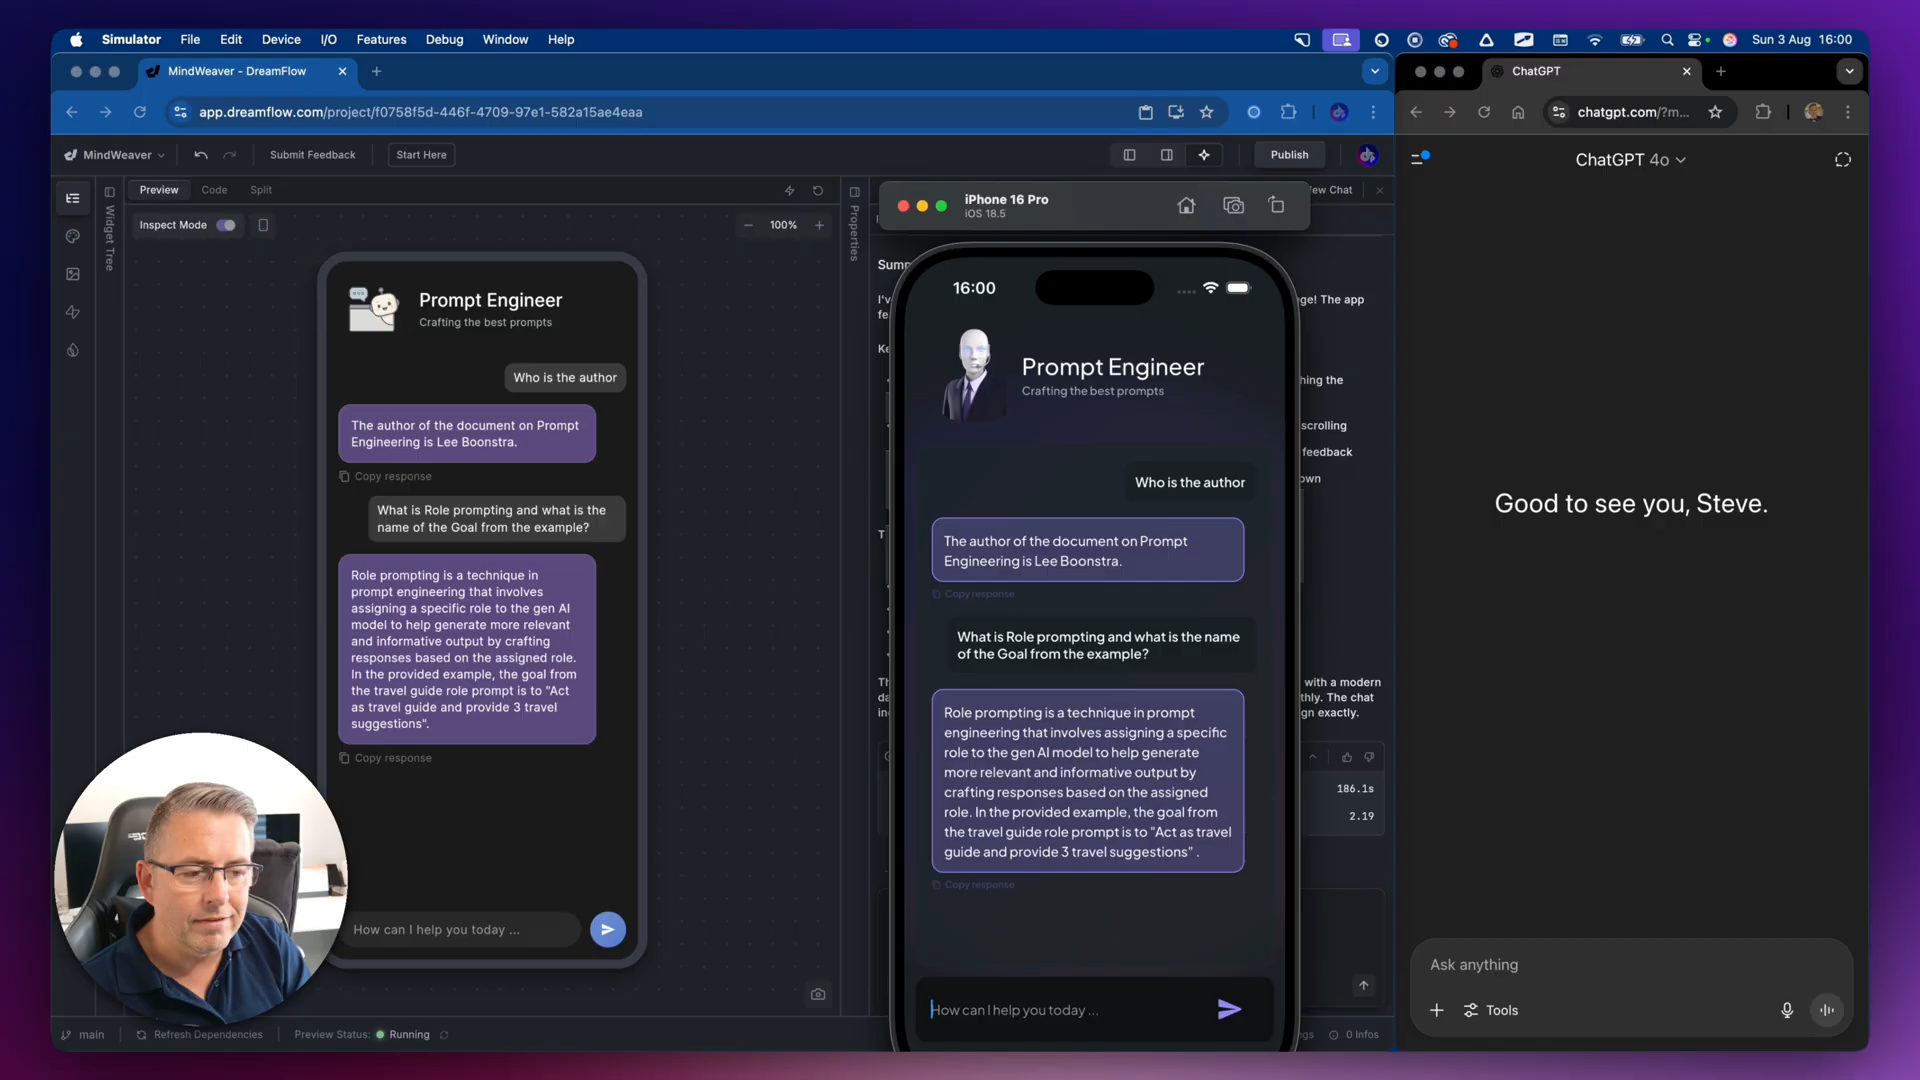 Simulator File Edit Device I/O Features Debug Window Help
Sun 3 Aug 16:00
MindWeaver - DreamFlow
app.dreamflow.com/project/f0758f5d-446f-4709-97e1-582a15ae4eaa
MindWeaver
Submit Feedback
Start Here
Publish
Preview Code Split
Inspect Mode
100%
Widget Tree
Properties
Prompt Engineer
Crafting the best prompts
Who is the author
The author of the document on Prompt
Engineering is Lee Boonstra.
Copy response
What is Role prompting and what is the
name of the Goal from the example?
Role prompting is a technique in
prompt engineering that involves
assigning a specific role to the gen AI
model to help generate more relevant
and informative output by crafting
responses based on the assigned role.
In the provided example, the goal from
the travel guide role prompt is to "Act
as travel guide and provide 3 travel
suggestions".
Copy response
How can I help you today ...
main
Refresh Dependencies
Preview Status: Running
iPhone 16 Pro
iOS 18.5
16:00
Prompt Engineer
Crafting the best prompts
Who is the author
The author of the document on Prompt
Engineering is Lee Boonstra.
Copy response
What is Role prompting and what is the name
of the Goal from the example?
Role prompting is a technique in prompt
engineering that involves assigning a specific
role to the gen AI model to help generate
more relevant and informative output by
crafting responses based on the assigned
role. In the provided example, the goal from
the travel guide role prompt is to "Act as travel
guide and provide 3 travel suggestions" .
Copy response
How can I help you today ...
Chat
I've
The app
the
scrolling
feedback
with a modern
The chat
exactly.
186.1s
2.19
0 Infos
ChatGPT
chatgpt.com/?m...
ChatGPT 4o
Good to see you, Steve.
Ask anything
Tools